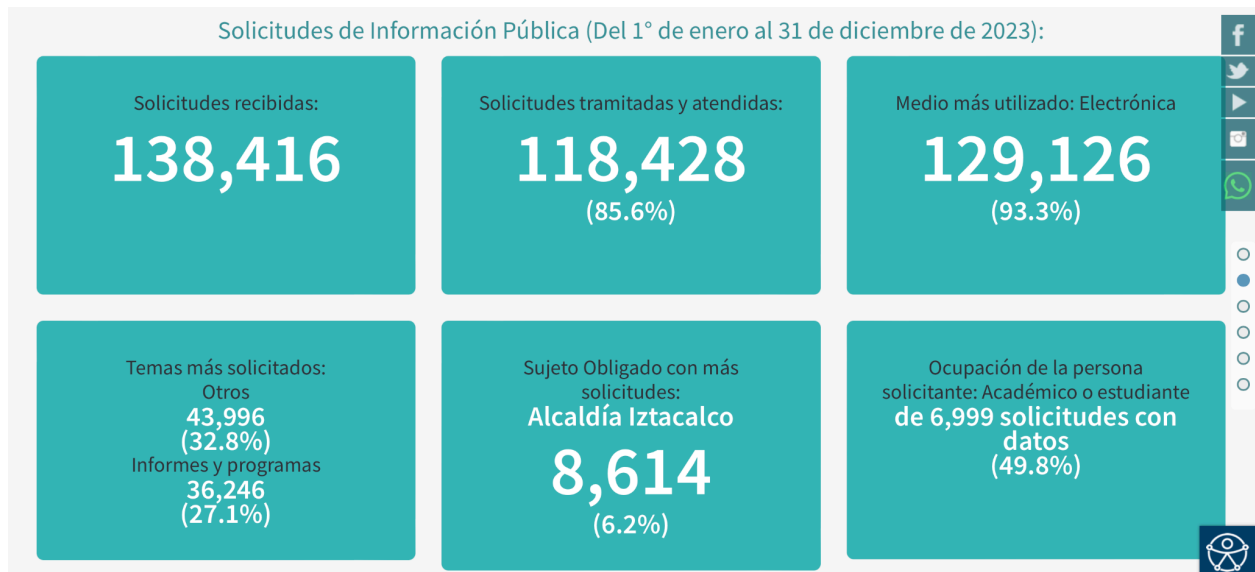 Solicitudes de Información Pública (Del 1° de enero al 31 de diciembre de 2023):
Solicitudes recibidas:
138,416
Solicitudes tramitadas y atendidas:
118,428
(85.6%)
Medio más utilizado: Electrónica
129,126
(93.3%)
Temas más solicitados:
Otros
43,996
(32.8%)
Informes y programas
36,246
(27.1%)
Sujeto Obligado con más
solicitudes:
Alcaldía Iztacalco
8,614
(6.2%)
Ocupación de la persona
solicitante: Académico o estudiante
de 6,999 solicitudes con
datos
(49.8%)